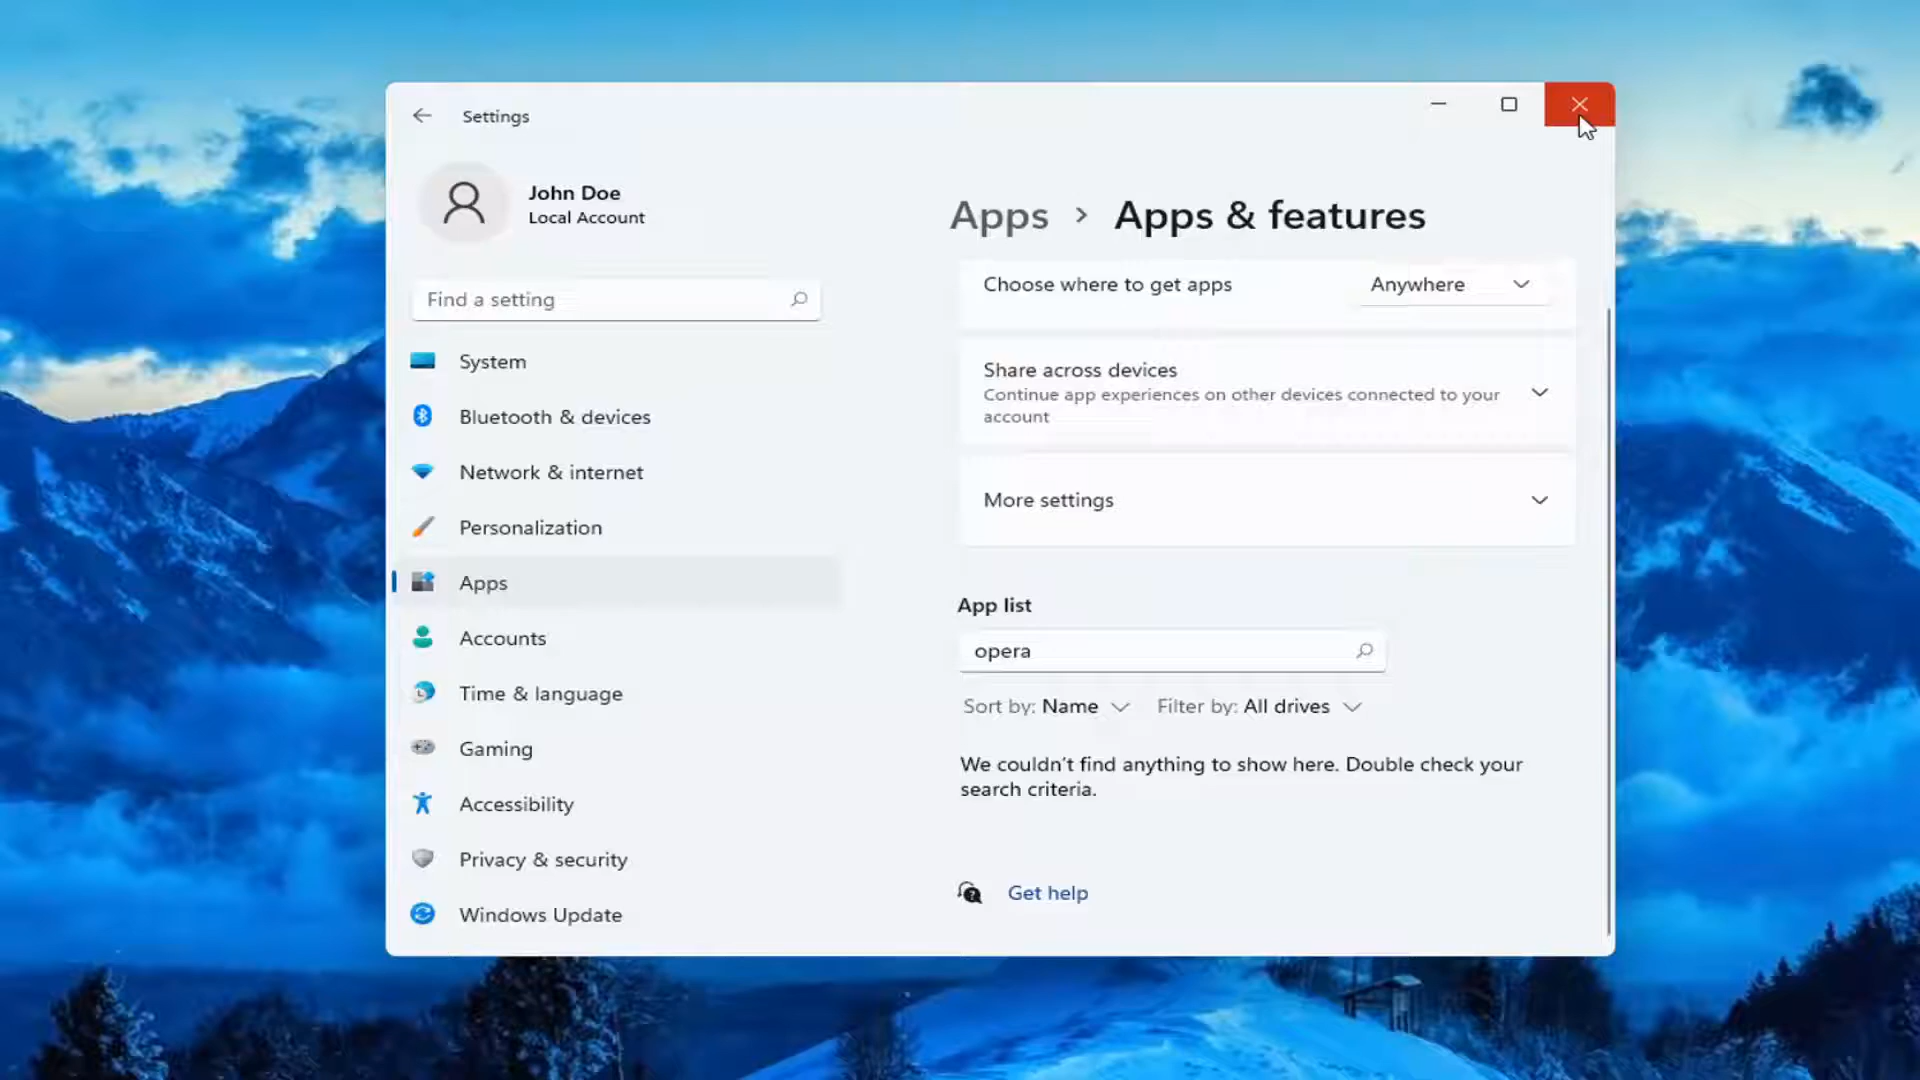 Settings
John Doe
Local Account
Find a setting
System
Bluetooth & devices
Network & internet
Personalization
Apps
Accounts
Time & language
Gaming
Accessibility
Privacy & security
Windows Update
Apps > Apps & features
Choose where to get apps Anywhere
Share across devices
Continue app experiences on other devices connected to your
account
More settings
App list
opera
Sort by: Name Filter by: All drives
We couldn't find anything to show here. Double check your
search criteria.
Get help